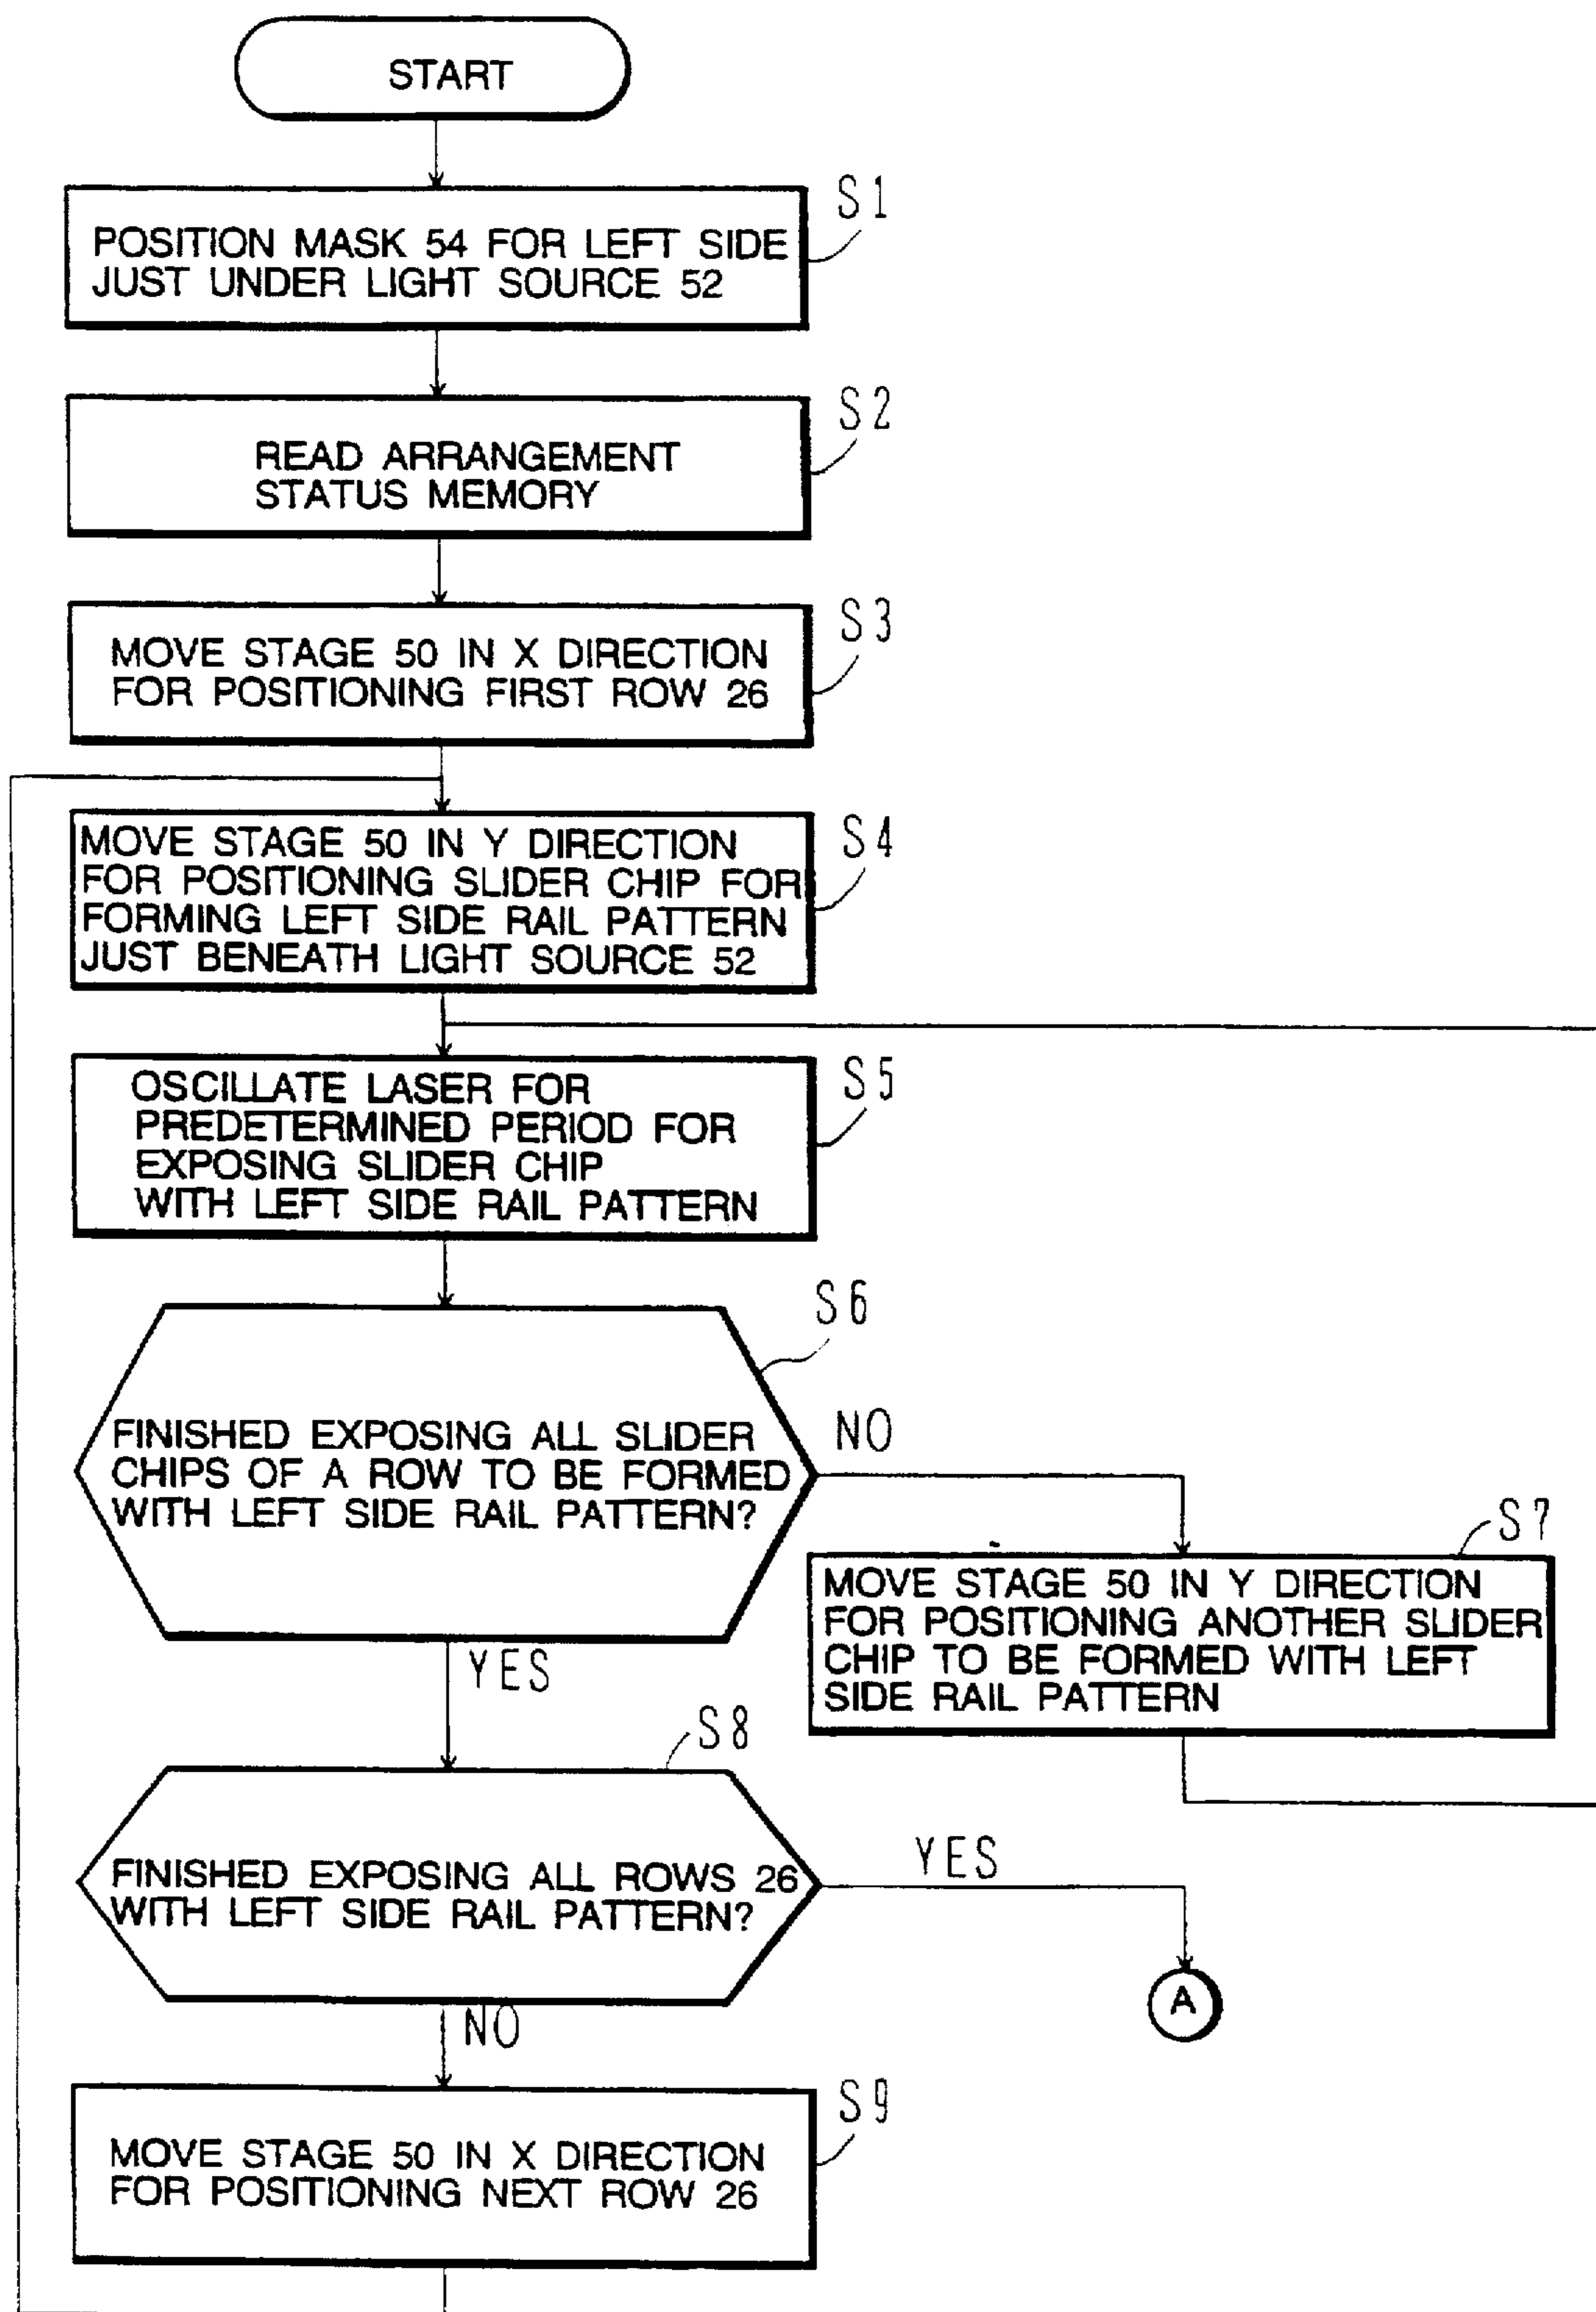 START
S1
POSITION MASK 54 FOR LEFT SIDE
JUST UNDER LIGHT SOURCE 52
S2
READ ARRANGEMENT
STATUS MEMORY
S3
MOVE STAGE 50 IN X DIRECTION
FOR POSITIONING FIRST ROW 26
S4
MOVE STAGE 50 IN Y DIRECTION
FOR POSITIONING SLIDER CHIP FOR
FORMING LEFT SIDE RAIL PATTERN
JUST BENEATH LIGHT SOURCE 52
S5
OSCILLATE LASER FOR
PREDETERMINED PERIOD FOR
EXPOSING SLIDER CHIP
WITH LEFT SIDE RAIL PATTERN
S6
FINISHED EXPOSING ALL SLIDER
CHIPS OF A ROW TO BE FORMED
WITH LEFT SIDE RAIL PATTERN?
NO
YES
S7
MOVE STAGE 50 IN Y DIRECTION
FOR POSITIONING ANOTHER SLIDER
CHIP TO BE FORMED WITH LEFT
SIDE RAIL PATTERN
S8
FINISHED EXPOSING ALL ROWS 26
WITH LEFT SIDE RAIL PATTERN?
YES
A
NO
S9
MOVE STAGE 50 IN X DIRECTION
FOR POSITIONING NEXT ROW 26